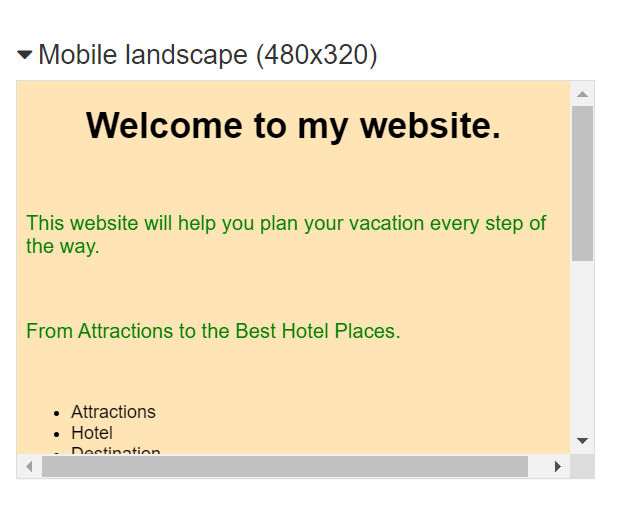 Mobile landscape (480x320)
Welcome to my website.
This website will help you plan your vacation every step of
the way.
From Attractions to the Best Hotel Places.
Attractions
Hotel
Destination